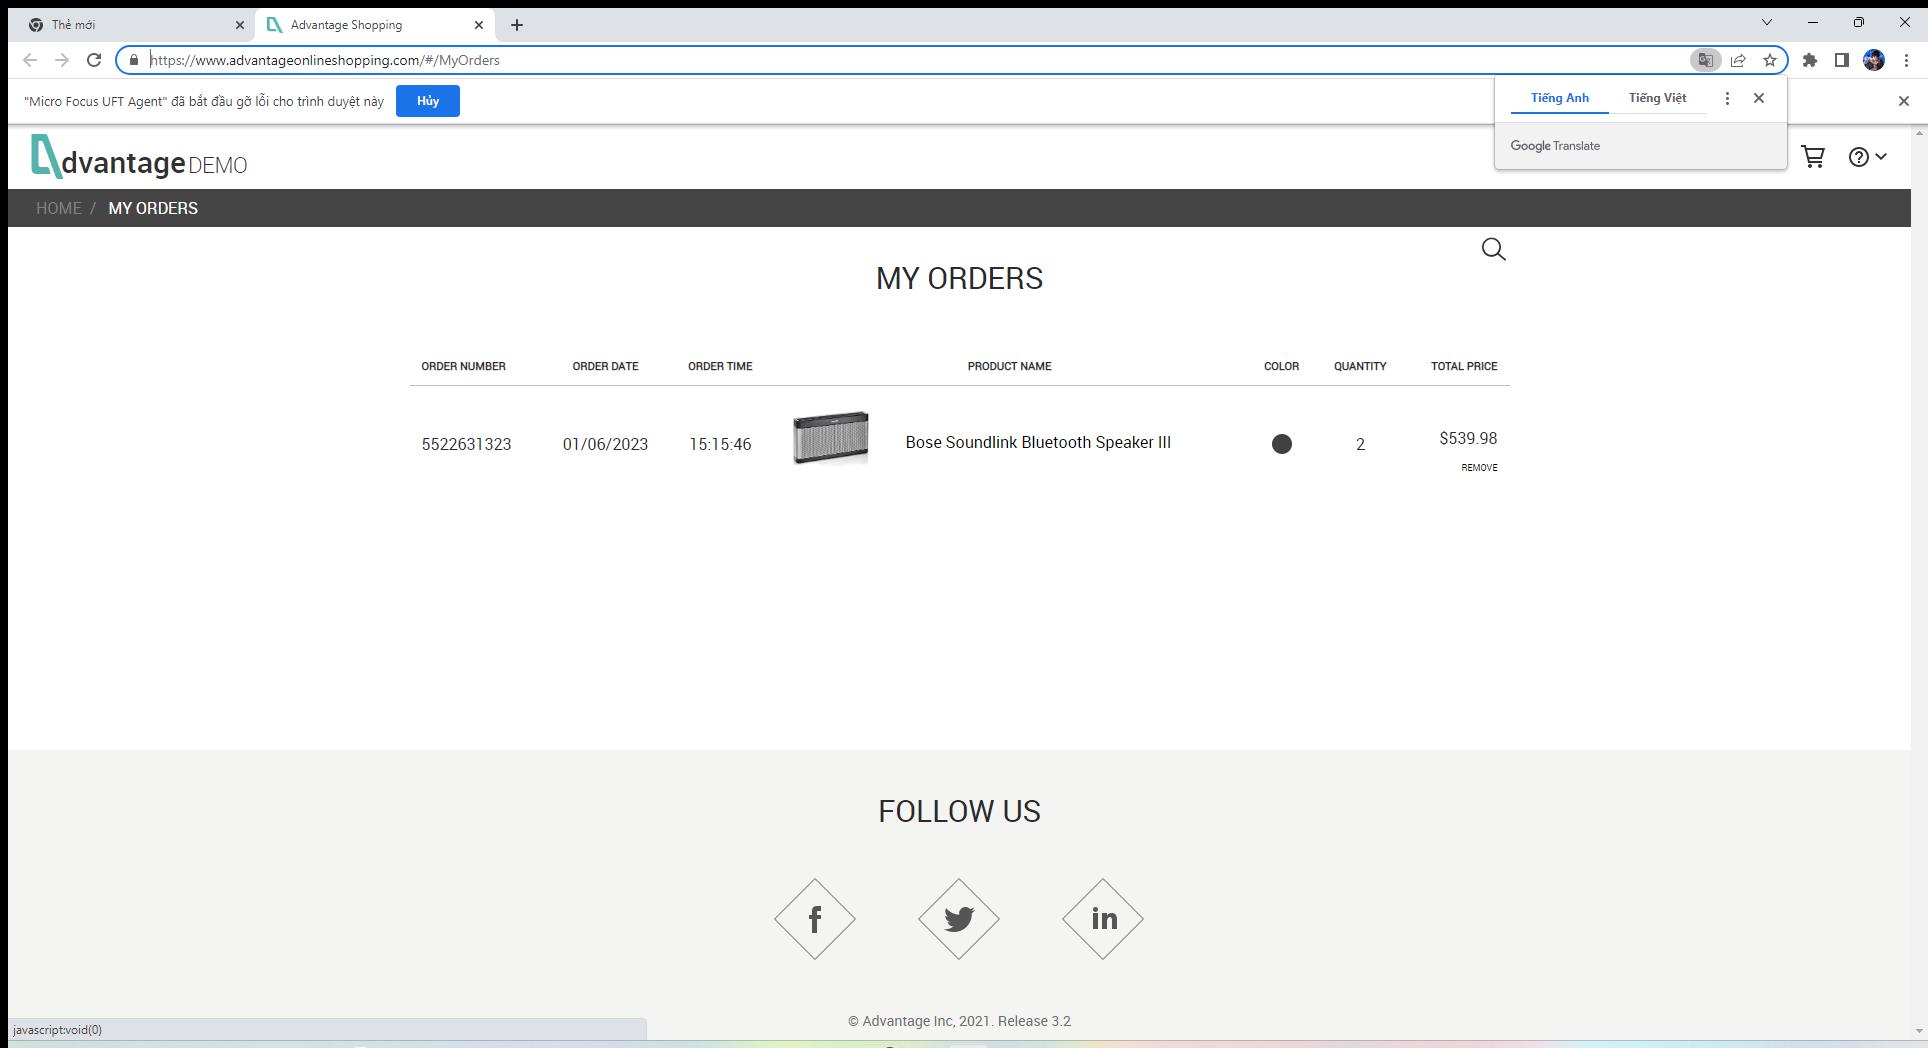 Thẻ mới
Advantage Shopping
https://www.advantageonlineshopping.com/#/MyOrders
"Micro Focus UFT Agent" đã bắt đầu gỡ lỗi cho trình duyệt này
Hủy
Tiếng Anh
Tiếng Việt
Google Translate
dvantage DEMO
HOME / MY ORDERS
MY ORDERS
ORDER NUMBER ORDER DATE ORDER TIME PRODUCT NAME COLOR QUANTITY TOTAL PRICE
5522631323 01/06/2023 15:15:46 Bose Soundlink Bluetooth Speaker III 2 $539.98
REMOVE
FOLLOW US
f
in
© Advantage Inc, 2021. Release 3.2
javascript:void(0)